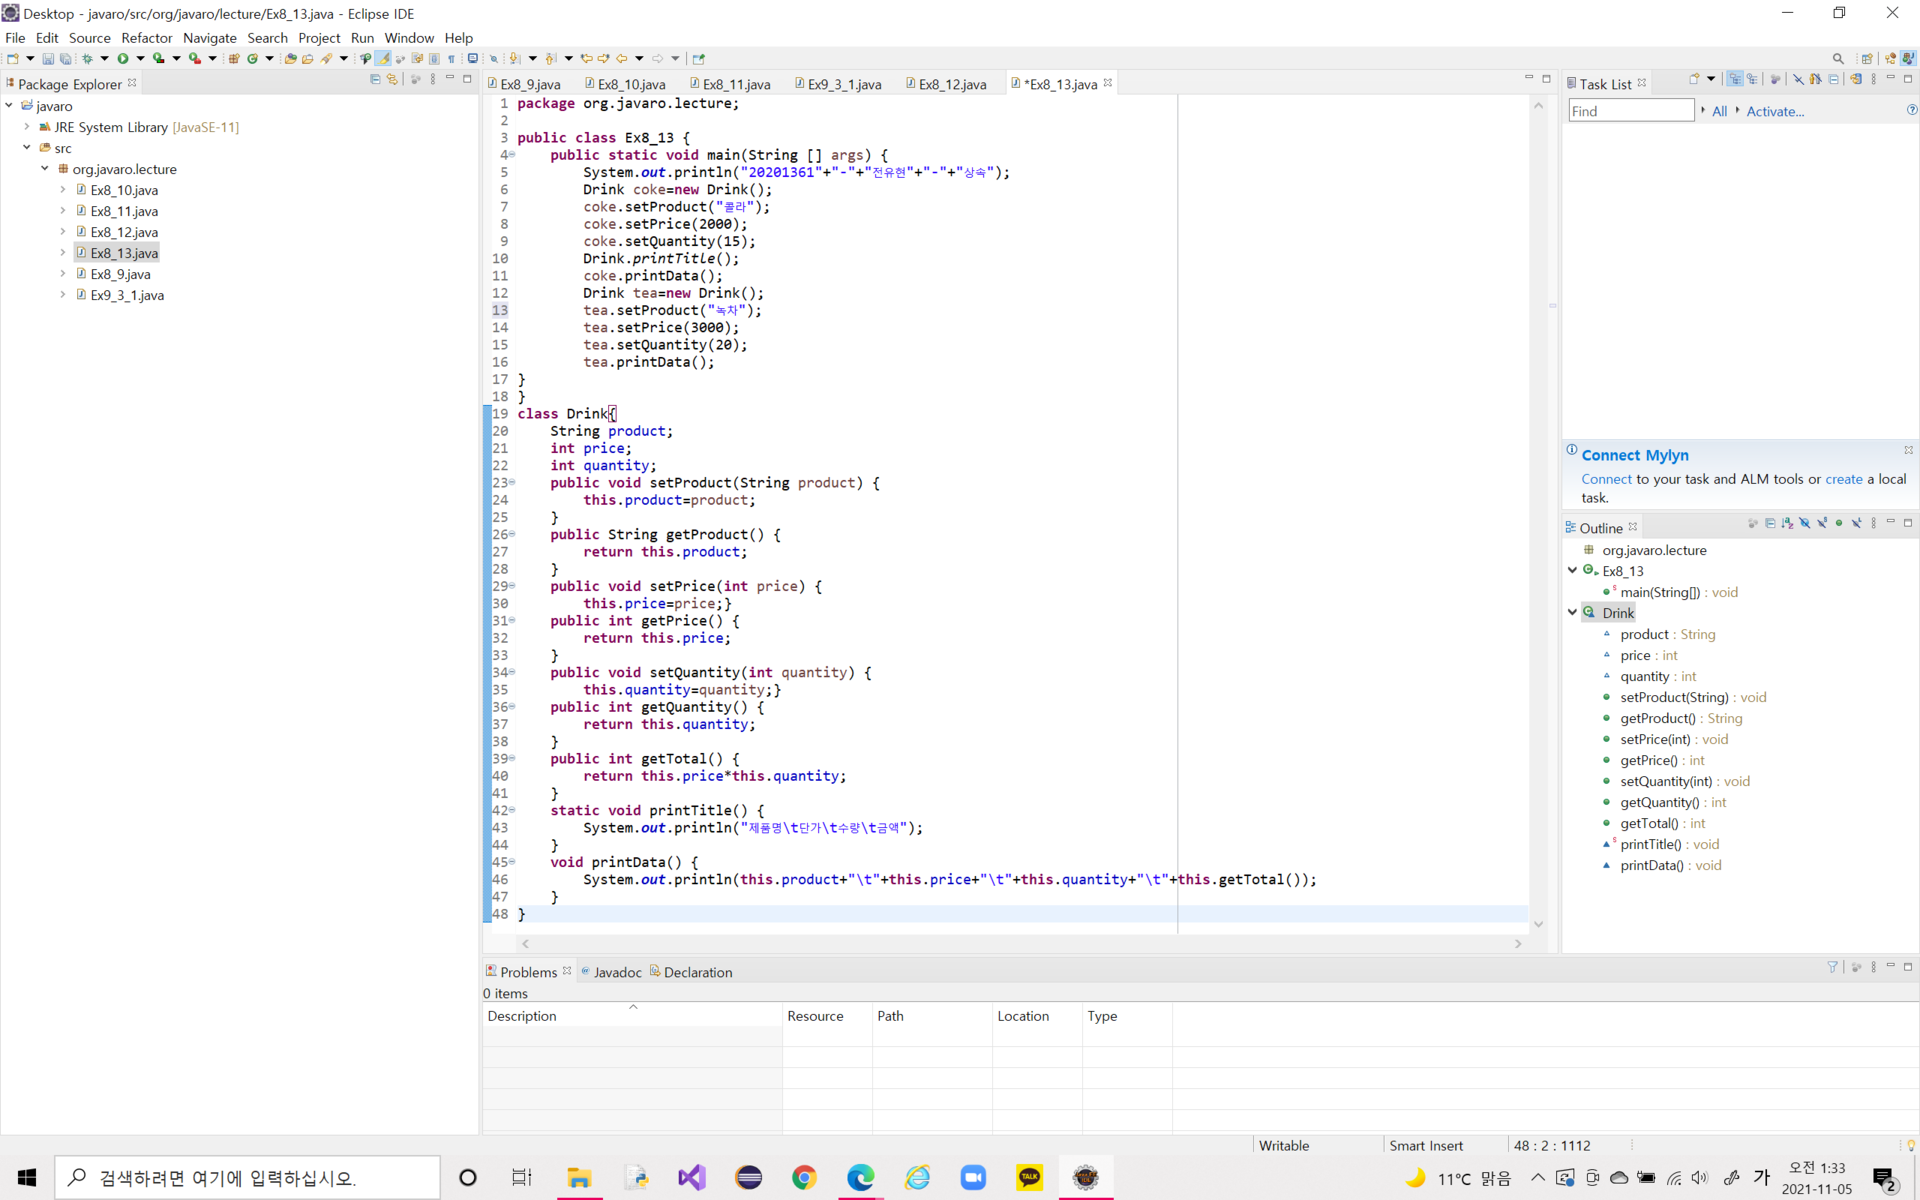 Desktop - javaro/src/org/javaro/lecture/Ex8_13.java - Eclipse IDE
File Edit Source Refactor Navigate Search Project Run Window Help
Package Explorer
javaro
JRE System Library [JavaSE-11]
src
org.javaro.lecture
Ex8_10.java
Ex8_11.java
Ex8_12.java
Ex8_13.java
Ex8_9.java
Ex9_3_1.java
Ex8_9.java Ex8_10.java Ex8_11.java Ex9_3_1.java Ex8_12.java *Ex8_13.java
1 package org.javaro.lecture;
2
3 public class Ex8_13 {
4 public static void main(String [] args) {
5 System.out.println("20201361"+"-"+"전유현"+"-"+"상속");
6 Drink coke=new Drink();
7 coke.setProduct("콜라");
8 coke.setPrice(2000);
9 coke.setQuantity(15);
10 Drink.printTitle();
11 coke.printData();
12 Drink tea=new Drink();
13 tea.setProduct("녹차");
14 tea.setPrice(3000);
15 tea.setQuantity(20);
16 tea.printData();
17 }
18 }
19 class Drink{
20 String product;
21 int price;
22 int quantity;
23 public void setProduct(String product) {
24 this.product=product;
25 }
26 public String getProduct() {
27 return this.product;
28 }
29 public void setPrice(int price) {
30 this.price=price;}
31 public int getPrice() {
32 return this.price;
33 }
34 public void setQuantity(int quantity) {
35 this.quantity=quantity;}
36 public int getQuantity() {
37 return this.quantity;
38 }
39 public int getTotal() {
40 return this.price*this.quantity;
41 }
42 static void printTitle() {
43 System.out.println("제품명\t단가\t수량\t금액");
44 }
45 void printData() {
46 System.out.println(this.product+"\t"+this.price+"\t"+this.quantity+"\t"+this.getTotal());
47 }
48 }
Task List
Find All Activate...
Connect Mylyn
Connect to your task and ALM tools or create a local
task.
Outline
org.javaro.lecture
Ex8_13
main(String[]) : void
Drink
product : String
price : int
quantity : int
setProduct(String) : void
getProduct() : String
setPrice(int) : void
getPrice() : int
setQuantity(int) : void
getQuantity() : int
getTotal() : int
printTitle() : void
printData() : void
Problems Javadoc Declaration
0 items
Description Resource Path Location Type
Writable Smart Insert 48 : 2 : 1112
검색하려면 여기에 입력하십시오.
TALK
11°C 맑음
가
오전 1:33
2021-11-05
2